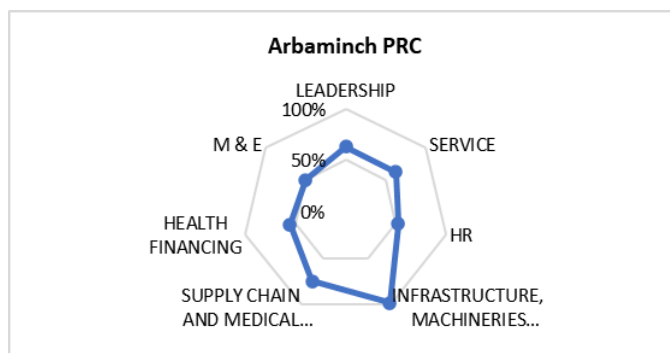 Arbaminch PRC
LEADERSHIP
100%
M & E
SERVICE
50%
0%
HEALTH
FINANCING
HR
SUPPLY CHAIN
AND MEDICAL...
INFRASTRUCTURE,
MACHINERIES...